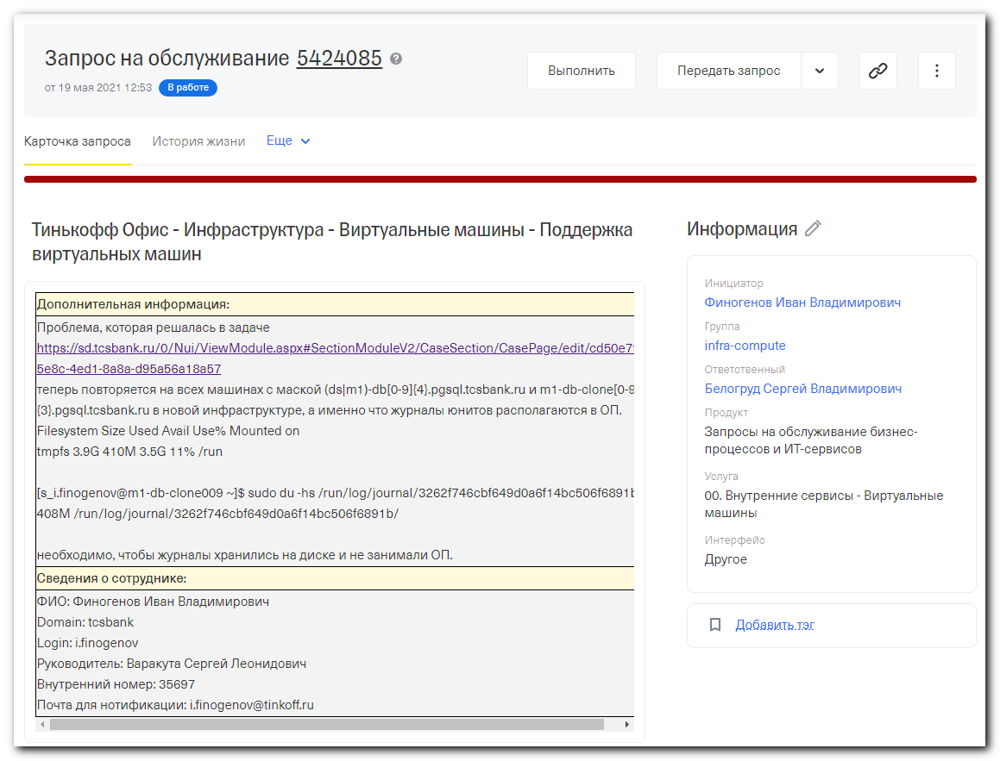 Запрос на обслуживание 5424085
от 19 мая 2021 12:53 В работе
Выполнить
Передать запрос
Карточка запроса
История жизни
Еще
Тинькофф Офис - Инфраструктура - Виртуальные машины - Поддержка
виртуальных машин
Дополнительная информация:
Проблема, которая решалась в задаче
https://sd.tcsbank.ru/0/Nui/ViewModule.aspx#SectionModuleV2/CaseSection/CasePage/edit/cd50e7
5e8c-4ed1-8a8a-d95a56a18a57
теперь повторяется на всех машинах с маской (ds|m1)-db[0-9]{4}.pgsql.tcsbank.ru и m1-db-clone[0-9
{3}.pgsql.tcsbank.ru в новой инфраструктуре, а именно что журналы юнитов располагаются в ОП.
Filesystem Size Used Avail Use% Mounted on
tmpfs 3.9G 410M 3.5G 11% /run
[s_i.finogenov@m1-db-clone009 ~]$ sudo du -hs /run/log/journal/3262f746cbf649d0a6f14bc506f6891b
408M /run/log/journal/3262f746cbf649d0a6f14bc506f6891b/
необходимо, чтобы журналы хранились на диске и не занимали ОП.
Сведения о сотруднике:
ФИО: Финогенов Иван Владимирович
Domain: tcsbank
Login: i.finogenov
Руководитель: Варакута Сергей Леонидович
Внутренний номер: 35697
Почта для нотификации: i.finogenov@tinkoff.ru
Информация
Инициатор
Финогенов Иван Владимирович
Группа
infra-compute
Ответственный
Белогруд Сергей Владимирович
Продукт
Запросы на обслуживание бизнес-
процессов и ИТ-сервисов
Услуга
00. Внутренние сервисы - Виртуальные
машины
Интерфейс
Другое
Добавить тэг